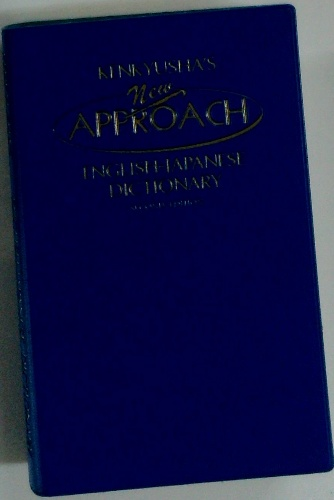 KENKYUSHA'S
New
APPROACH
ENGLISH-JAPANESE
DICTIONARY